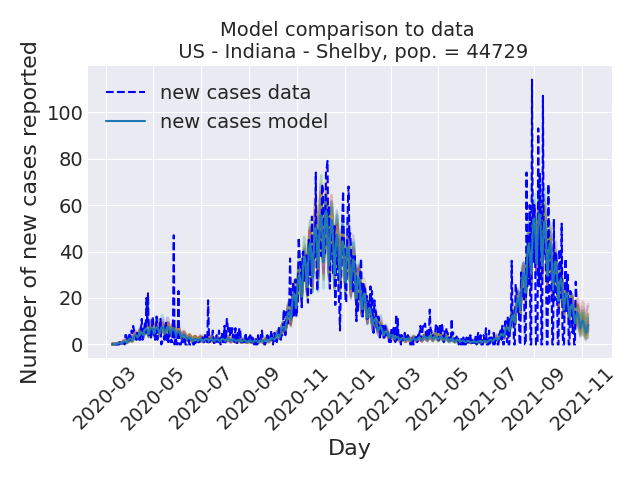 Model comparison to data
US - Indiana - Shelby, pop. = 44729
Number of new cases reported
100
80
60
40
20
0
new cases data
new cases model
2020-03
2020-05
2020-07
2020-09
2020-11
2021-01
2021-03
2021-05
2021-07
2021-09
2021-11
Day